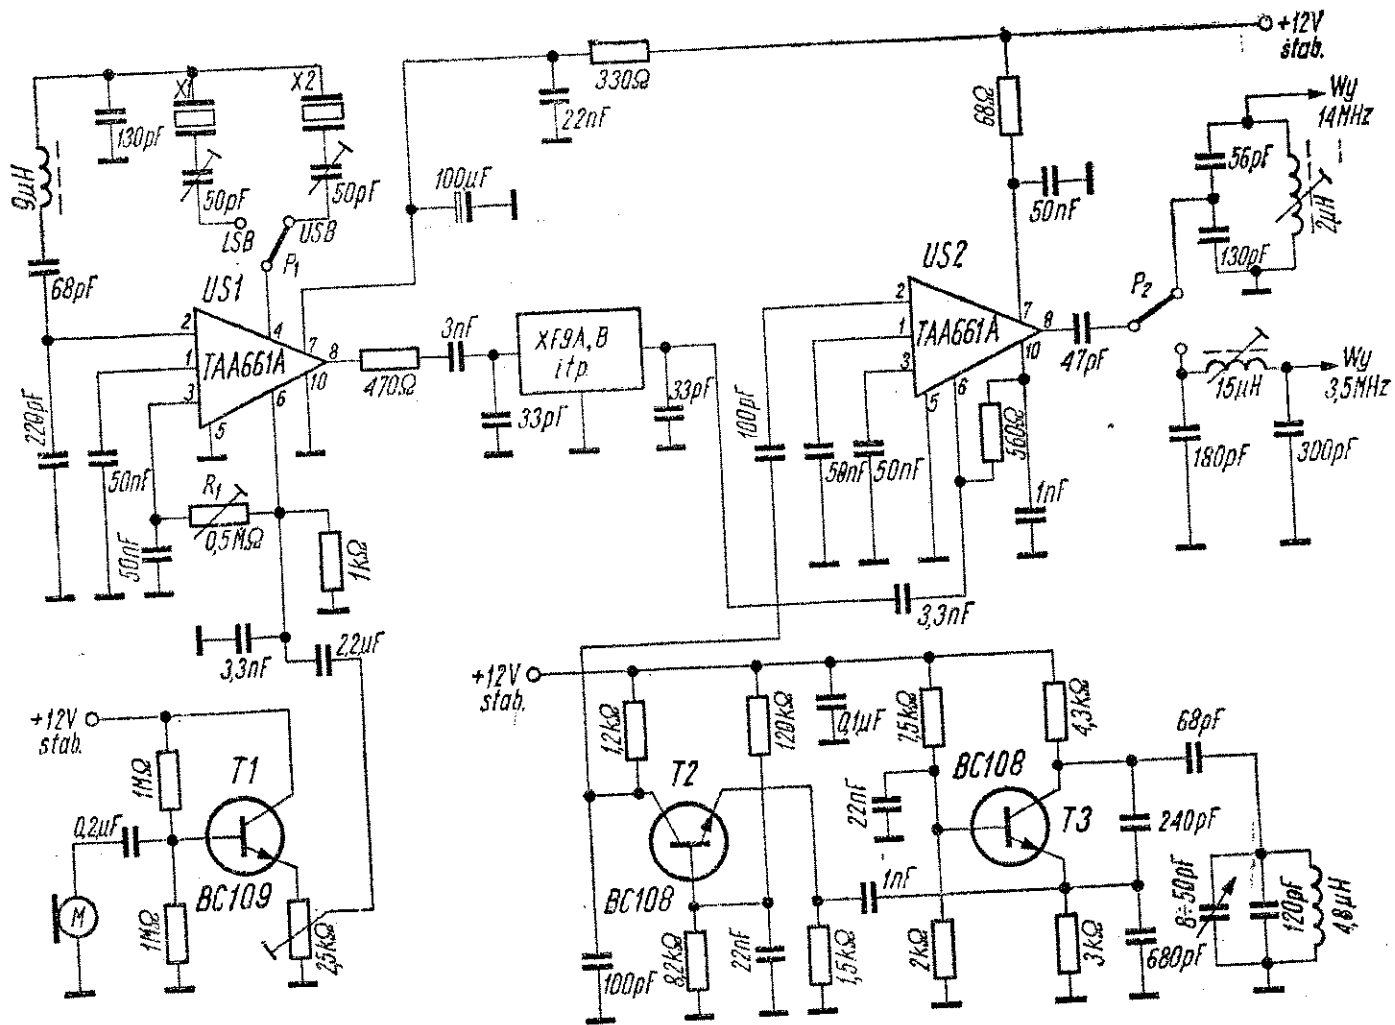 +12V
stab.
330Ω
22nF
68Ω
Wy
14MHz
X1
X2
130pF
50pF
50pF
9μH
LSB
USB
P₁
100μF
50nF
56pF
2μH
130pF
68pF
US1
TAA661A
2
1
3
4
7
8
10
6
5
3nF
470Ω
33pF
XF9A,B
itp.
33pF
US2
TAA661A
2
1
3
7
8
10
6
5
47pF
P₂
15μH
Wy
3,5MHz
180pF
300pF
220pF
50nF
50nF
R₁
0,5MΩ
1kΩ
100pF
50nF
50nF
560Ω
1nF
3,3nF
2,2μF
3,3nF
+12V
stab.
1MΩ
T1
0,2μF
BC109
M
1MΩ
2,5kΩ
+12V
stab.
1,2kΩ
120kΩ
0,1μF
7,5kΩ
4,3kΩ
T2
BC108
22nF
BC108
T3
68pF
240pF
1nF
100pF
8,2kΩ
22nF
1,5kΩ
2kΩ
3kΩ
680pF
8÷50pF
120pF
4,8μH